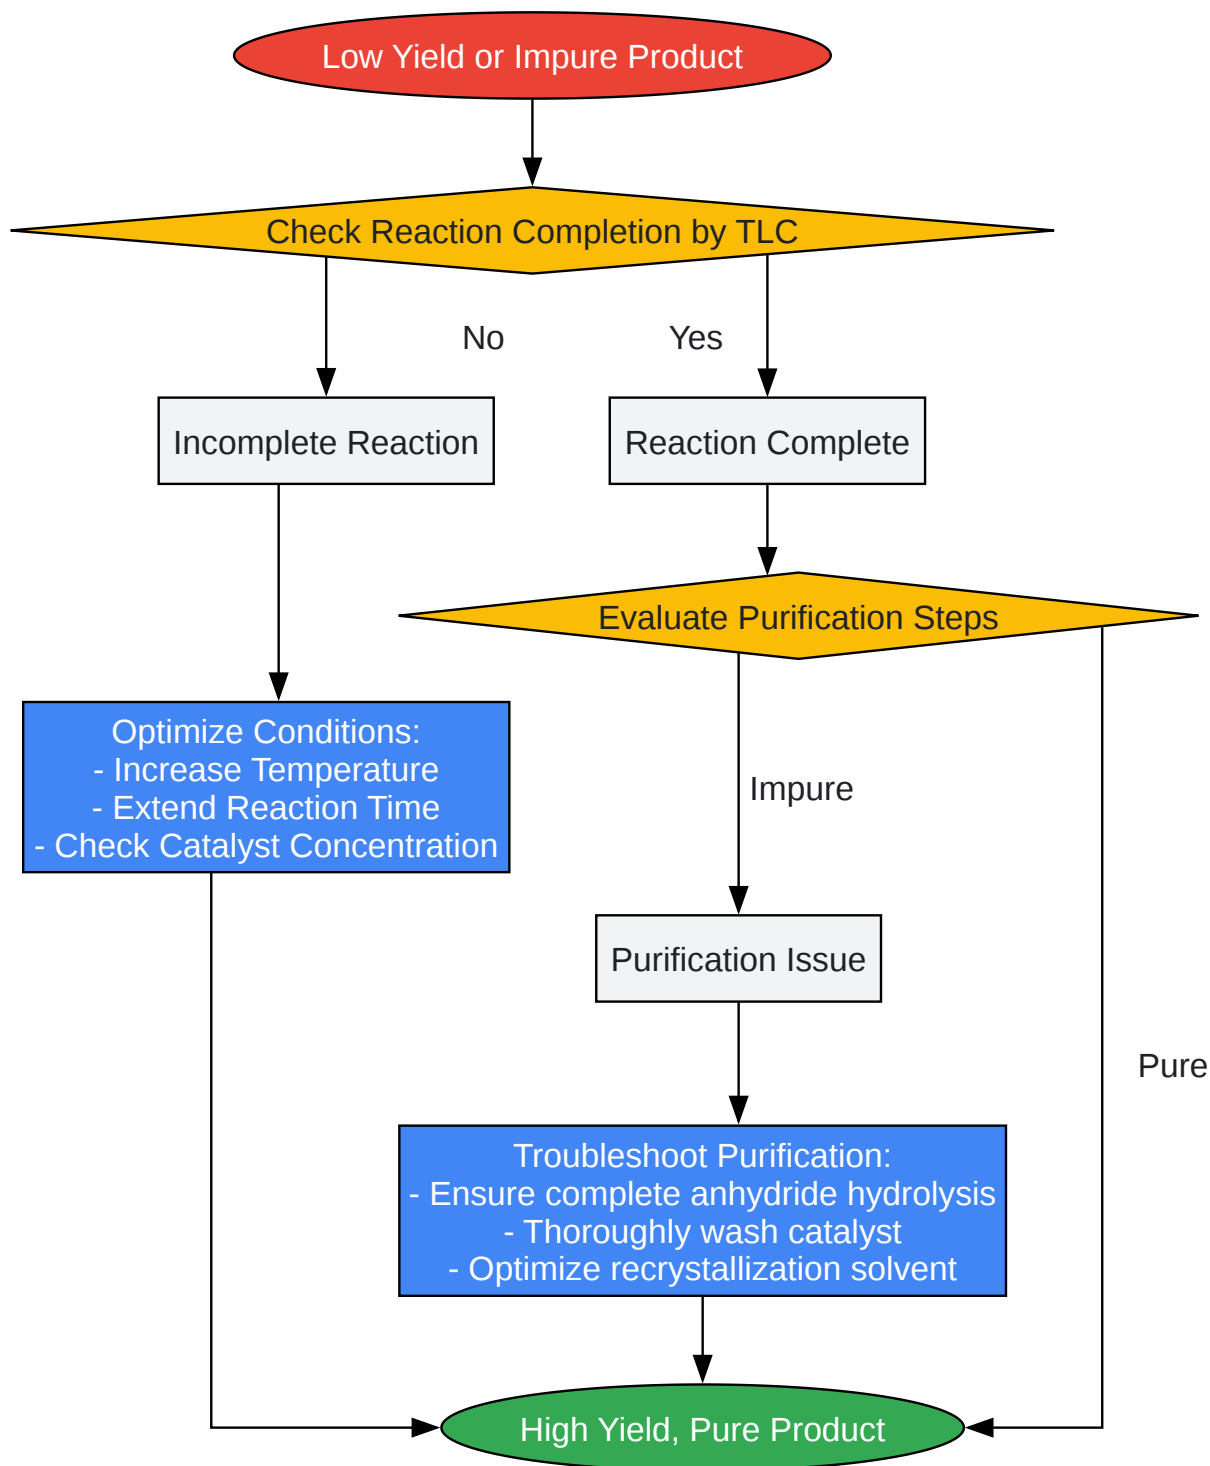 Low Yield or Impure Product
Check Reaction Completion by TLC
No
Yes
Incomplete Reaction
Reaction Complete
Evaluate Purification Steps
Optimize Conditions:
- Increase Temperature
- Extend Reaction Time
- Check Catalyst Concentration
Impure
Purification Issue
Pure
Troubleshoot Purification:
- Ensure complete anhydride hydrolysis
- Thoroughly wash catalyst
- Optimize recrystallization solvent
High Yield, Pure Product